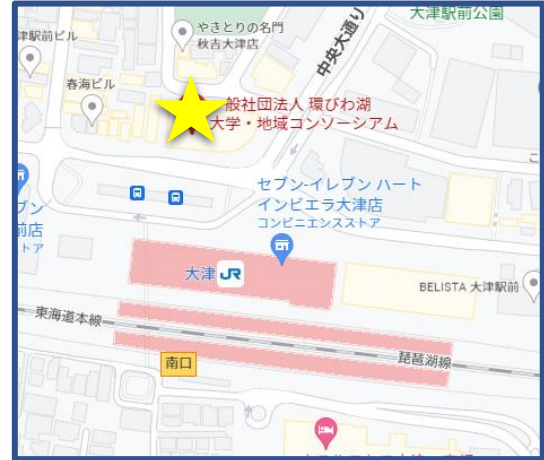 大津駅前公園
やきとりの名門
秋吉大津店
津駅前ビル
中央大通り
春海ビル
般社団法人 環びわ湖
大学・地域コンソーシアム
こ
セブン-イレブン ハート
インビエラ大津店
コンビニエンスストア
ブン
前店
トア
大津 JR
BELISTA 大津駅前
東海道本線
琵琶湖線
南口